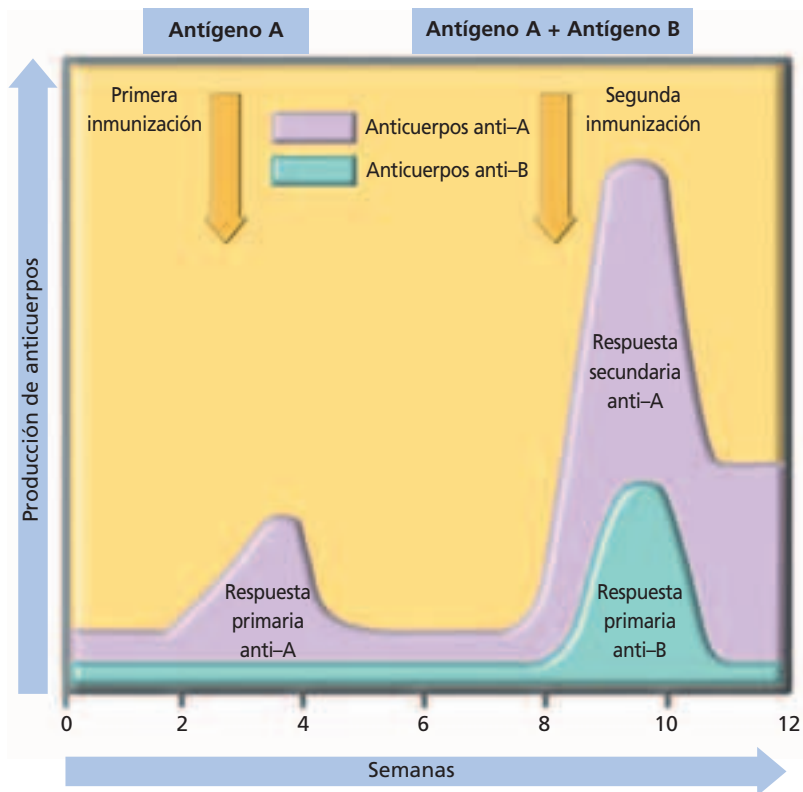 Antígeno A
Antígeno A + Antígeno B
Primera
inmunización
Anticuerpos anti–A
Anticuerpos anti–B
Segunda
inmunización
Producción de anticuerpos
Respuesta
secundaria
anti–A
Respuesta
primaria
anti–A
Respuesta
primaria
anti–B
0 2 4 6 8 10 12
Semanas